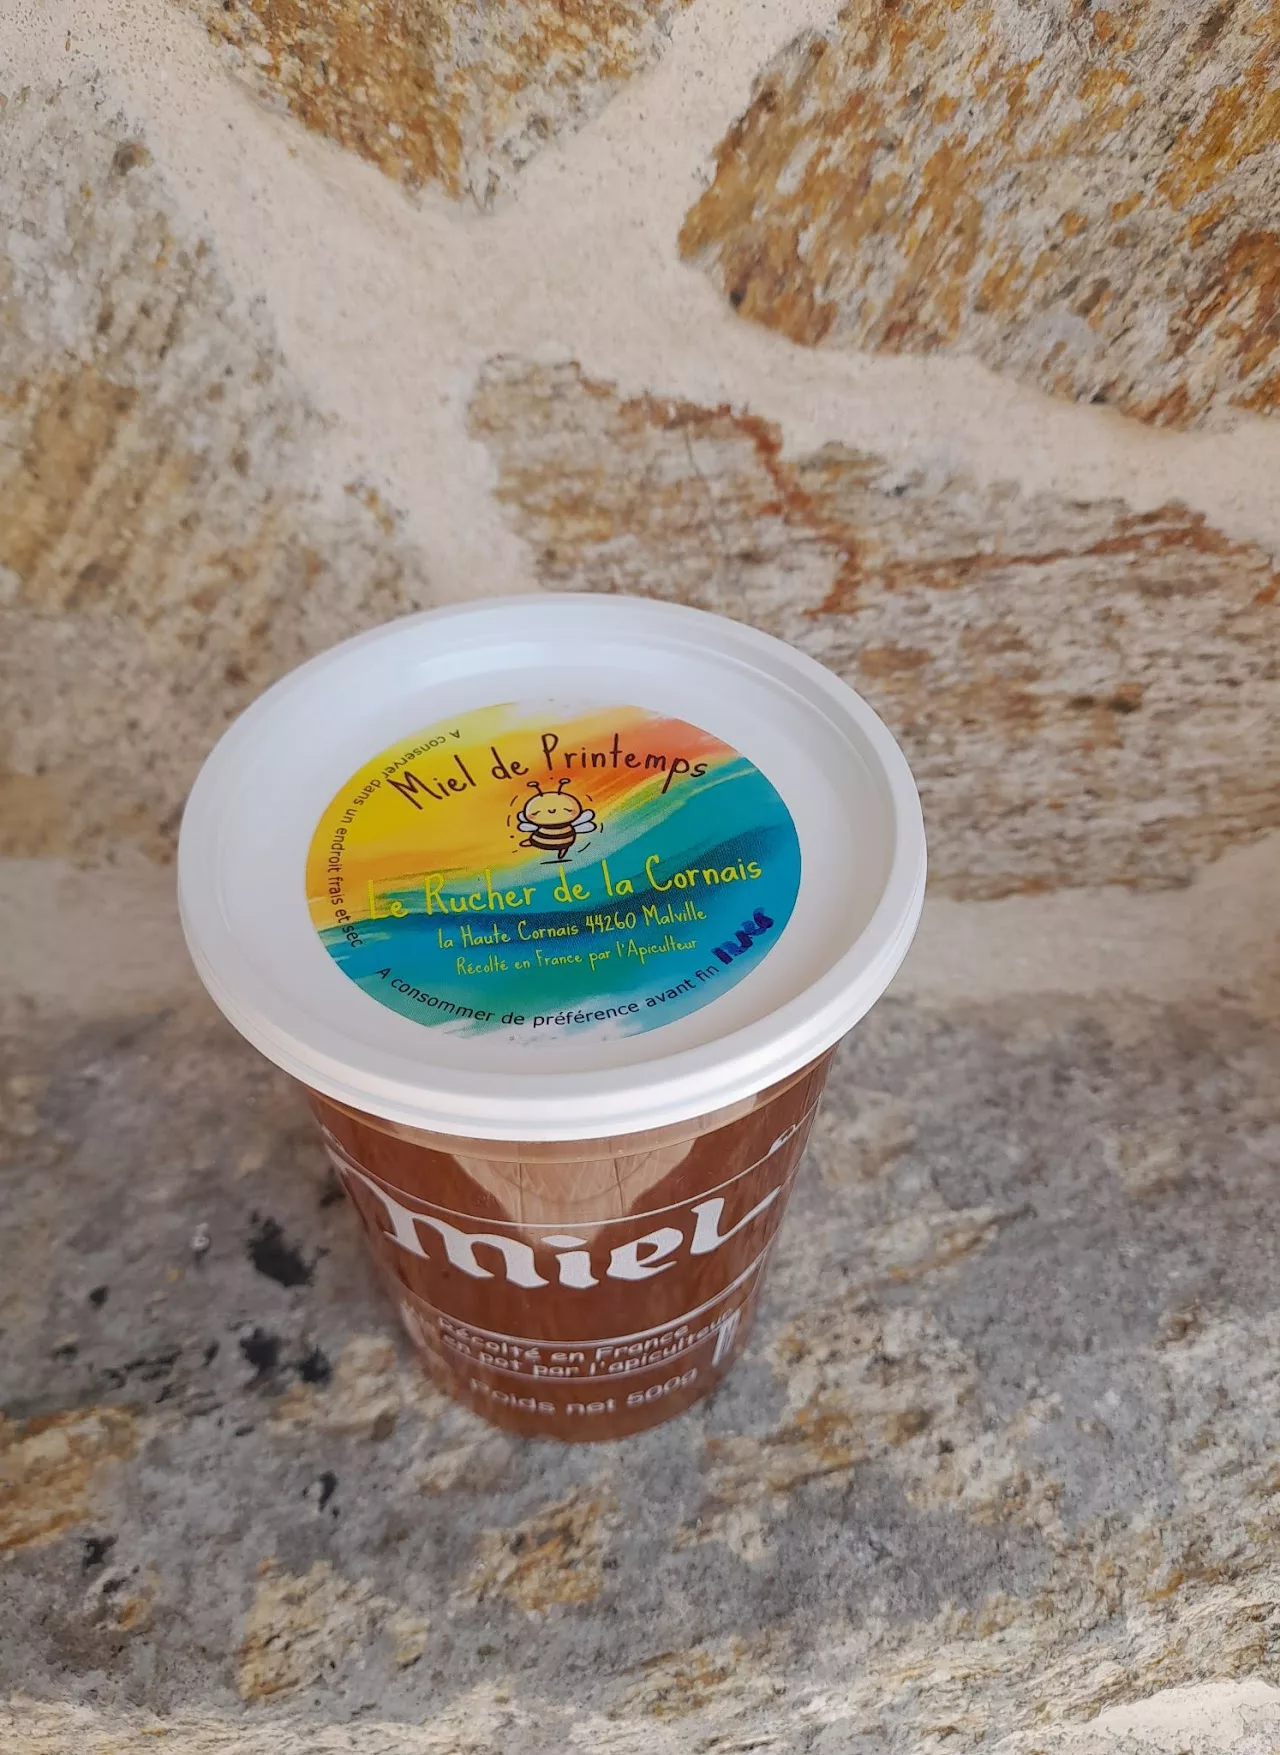 A conserver dans un endroit frais et sec
Miel de Printemps
Le Rucher de la Cornais
la Haute Cornais 44260 Malville
Récolté en France par l'Apiculteur
A consommer de préférence avant fin
miel
Récolté en France
en pot par l'apiculteur
Poids net 500g